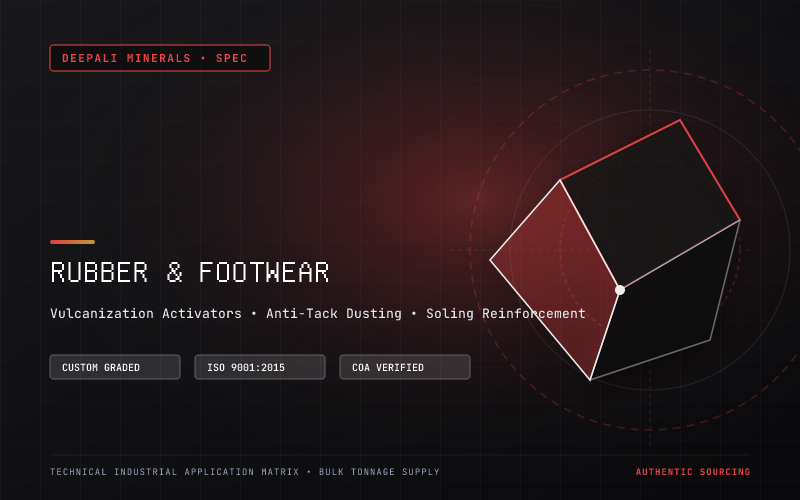 DEEPALI MINERALS • SPEC
RUBBER & FOOTWEAR
Vulcanization Activators • Anti-Tack Dusting • Soling Reinforcement
CUSTOM GRADED
ISO 9001:2015
COA VERIFIED
TECHNICAL INDUSTRIAL APPLICATION MATRIX • BULK TONNAGE SUPPLY
AUTHENTIC SOURCING